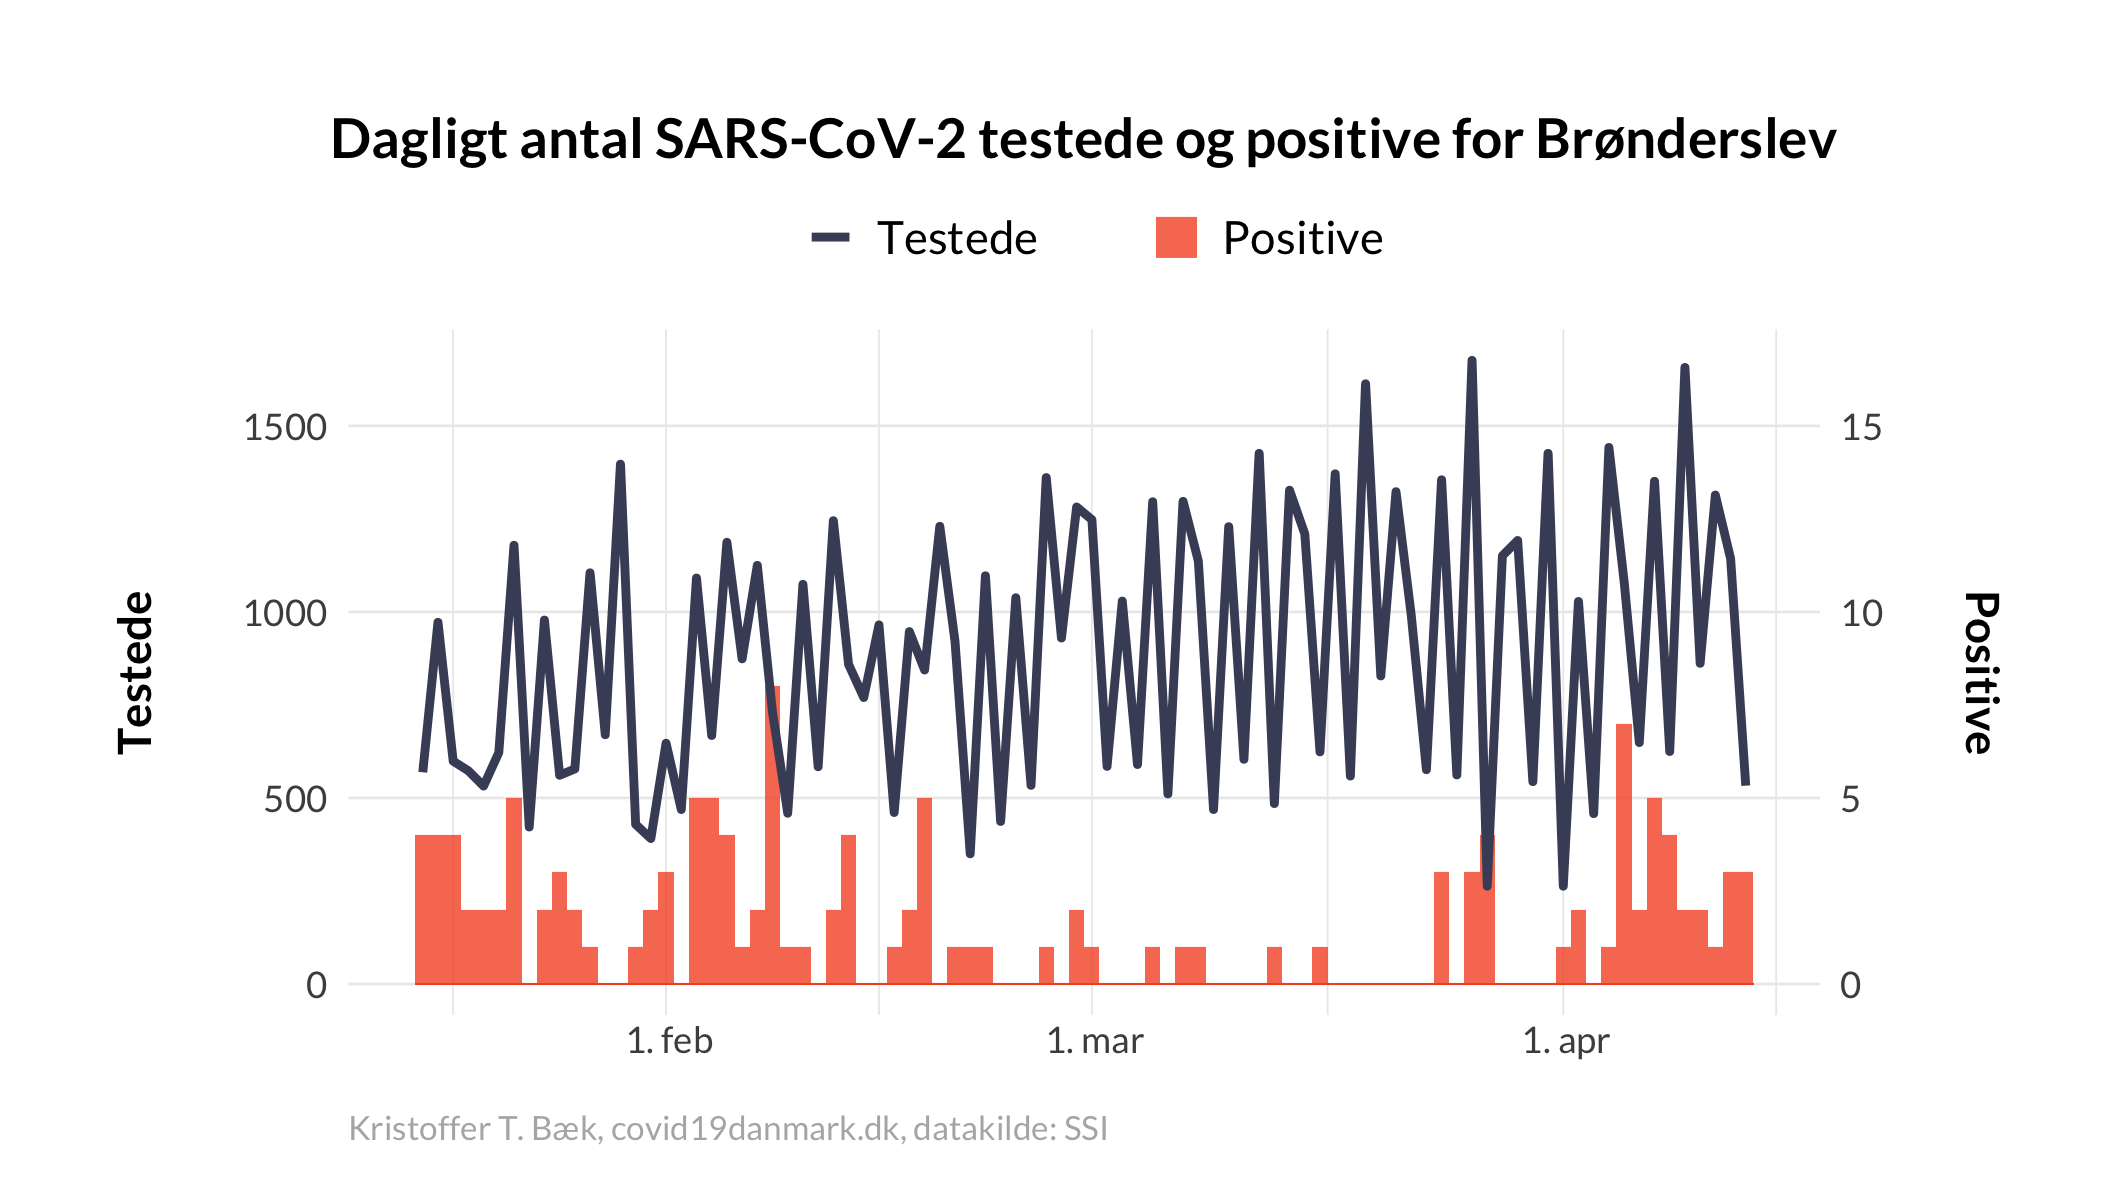 Dagligt antal SARS-CoV-2 testede og positive for Brønderslev
Testede
Positive
Testede
1500
1000
500
0
15
10
5
0
Positive
1. feb
1. mar
1. apr
Kristoffer T. Bæk, covid19danmark.dk, datakilde: SSI